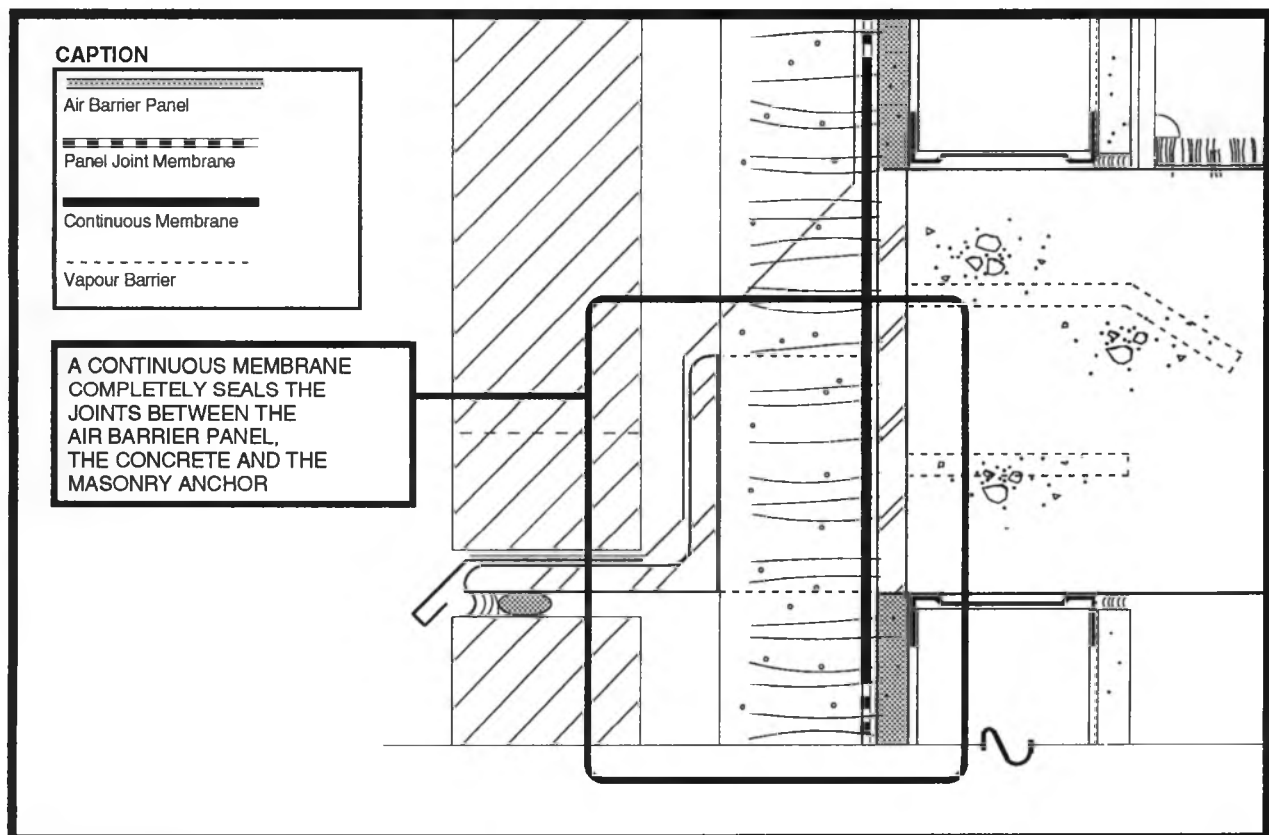 CAPTION
Air Barrier Panel
Panel Joint Membrane
Continuous Membrane
Vapour Barrier
A CONTINUOUS MEMBRANE
COMPLETELY SEALS THE
JOINTS BETWEEN THE
AIR BARRIER PANEL,
THE CONCRETE AND THE
MASONRY ANCHOR